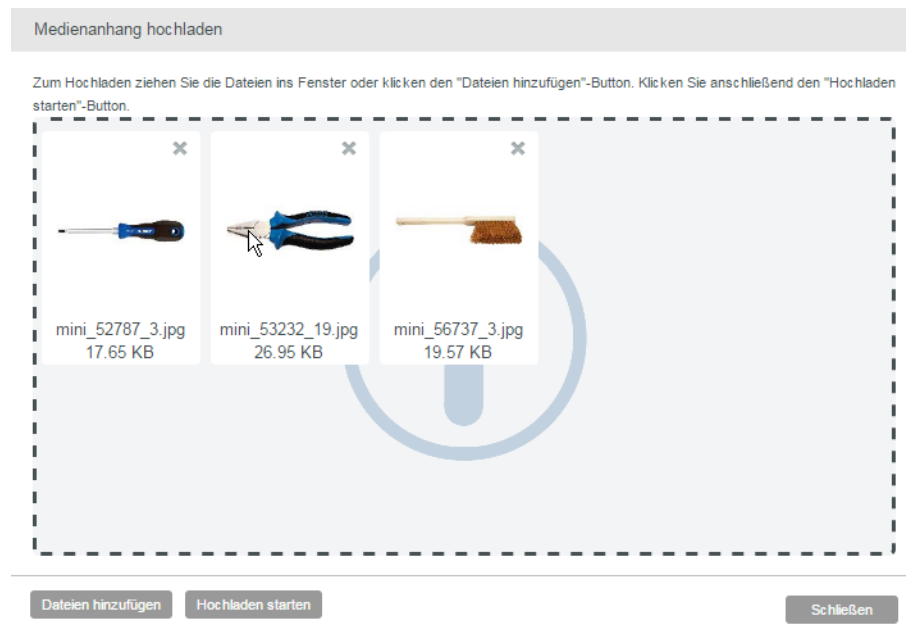 Medienanhang hochladen
Zum Hochladen ziehen Sie die Dateien ins Fenster oder klicken den "Dateien hinzufügen"-Button. Klicken Sie anschließend den "Hochladen
starten"-Button.
mini_52787_3.jpg
17.65 KB
mini_53232_19.jpg
26.95 KB
mini_56737_3.jpg
19.57 KB
Dateien hinzufügen
Hochladen starten
Schließen